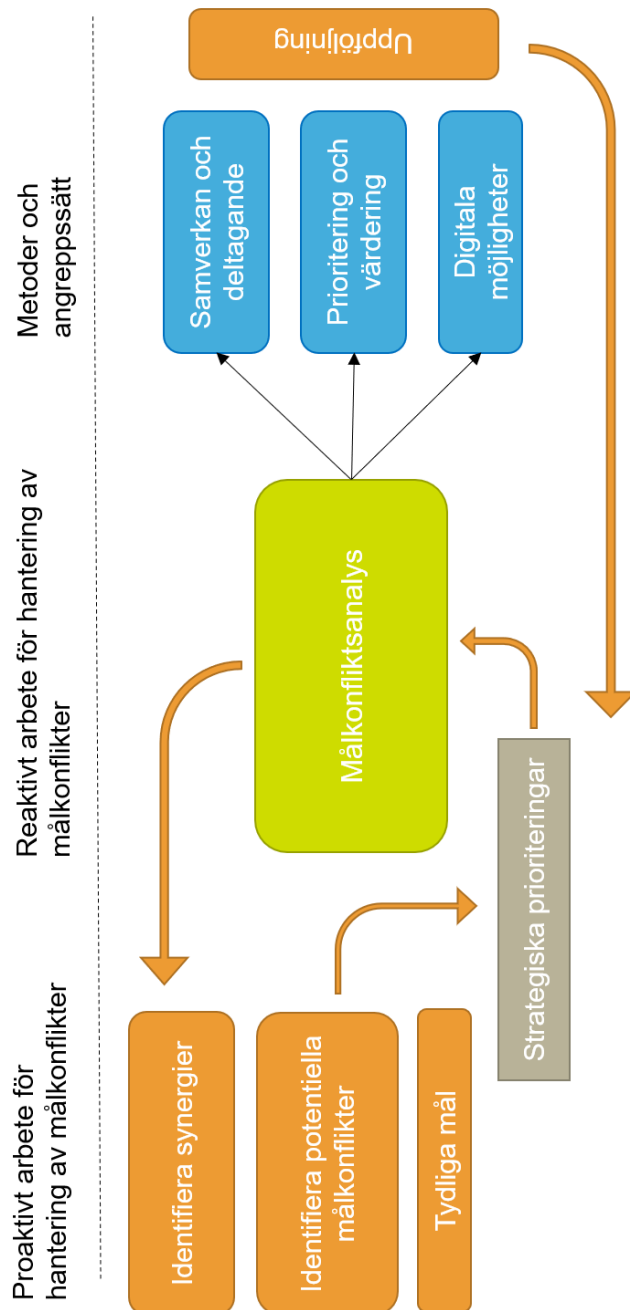 Proaktivt arbete för
hantering av målkonflikter
Reaktivt arbete för hantering av
målkonflikter
Metoder och
angreppssätt
Identifiera synergier
Identifiera potentiella
målkonflikter
Tydliga mål
Strategiska prioriteringar
Målkonfliktsanalys
Samverkan och
deltagande
Prioritering och
värdering
Digitala
möjligheter
Uppföljning